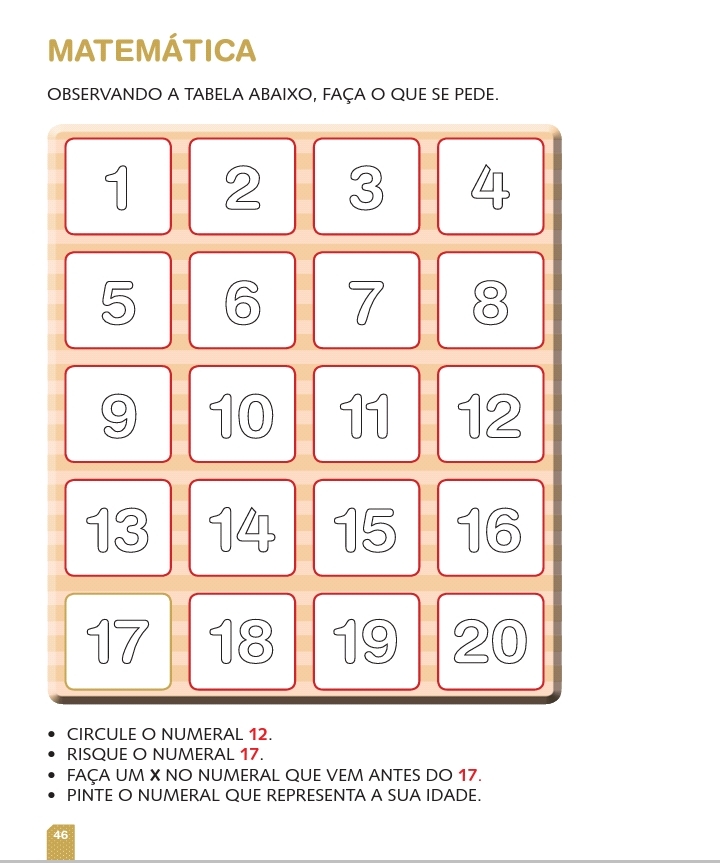 MATEMÁTICA
OBSERVANDO A TABELA ABAIXO, FAÇA O QUE SE PEDE.
1 2 3 4
5 6 7 8
9 10 11 12
13 14 15 16
17 18 19 20
• CIRCULE O NUMERAL 12.
• RISQUE O NUMERAL 17.
• FAÇA UM X NO NUMERAL QUE VEM ANTES DO 17.
• PINTE O NUMERAL QUE REPRESENTA A SUA IDADE.
46